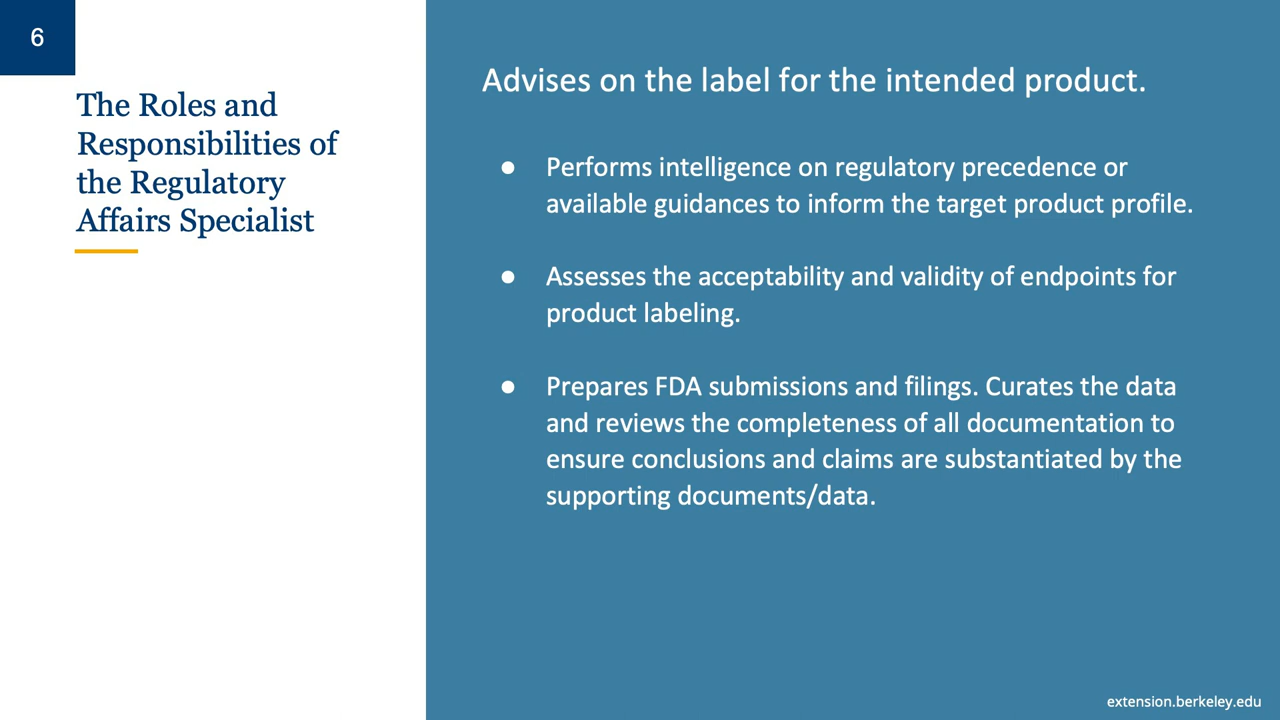 6
The Roles and
Responsibilities of
the Regulatory
Affairs Specialist
Advises on the label for the intended product.
● Performs intelligence on regulatory precedence or
available guidances to inform the target product profile.
● Assesses the acceptability and validity of endpoints for
product labeling.
● Prepares FDA submissions and filings. Curates the data
and reviews the completeness of all documentation to
ensure conclusions and claims are substantiated by the
supporting documents/data.
extension.berkeley.edu